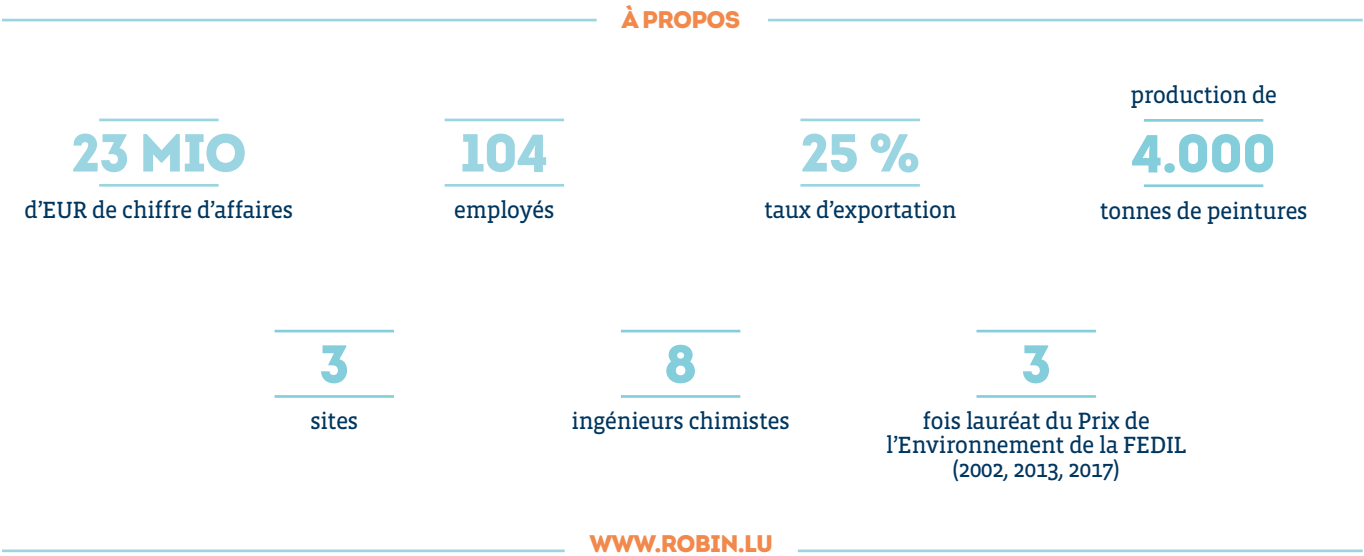 À PROPOS
23 MIO
d’EUR de chiffre d’affaires
104
employés
25 %
taux d’exportation
production de
4.000
tonnes de peintures
3
sites
8
ingénieurs chimistes
3
fois lauréat du Prix de
l’Environnement de la FEDIL
(2002, 2013, 2017)
WWW.ROBIN.LU